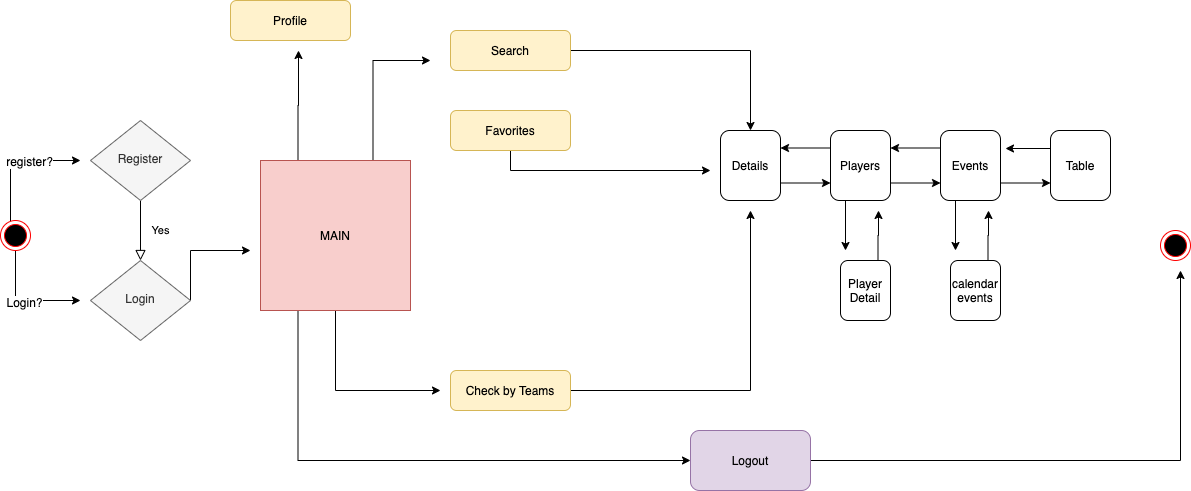 Profile
Search
Favorites
register?
Register
Details
Players
Events
Table
Yes
MAIN
Login?
Login
Player
Detail
calendar
events
Check by Teams
Logout